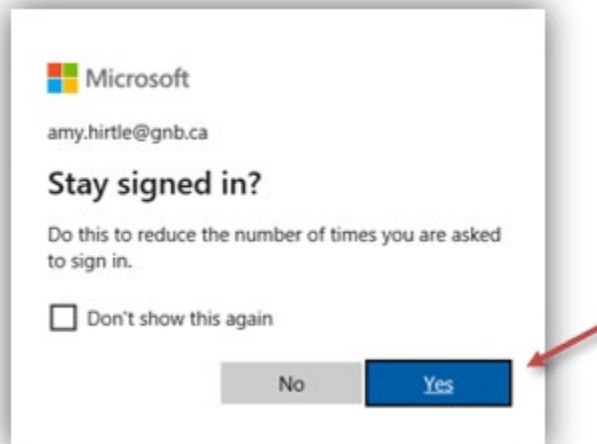 Microsoft
amy.hirtle@gnb.ca
Stay signed in?
Do this to reduce the number of times you are asked
to sign in.
Don't show this again
No Yes